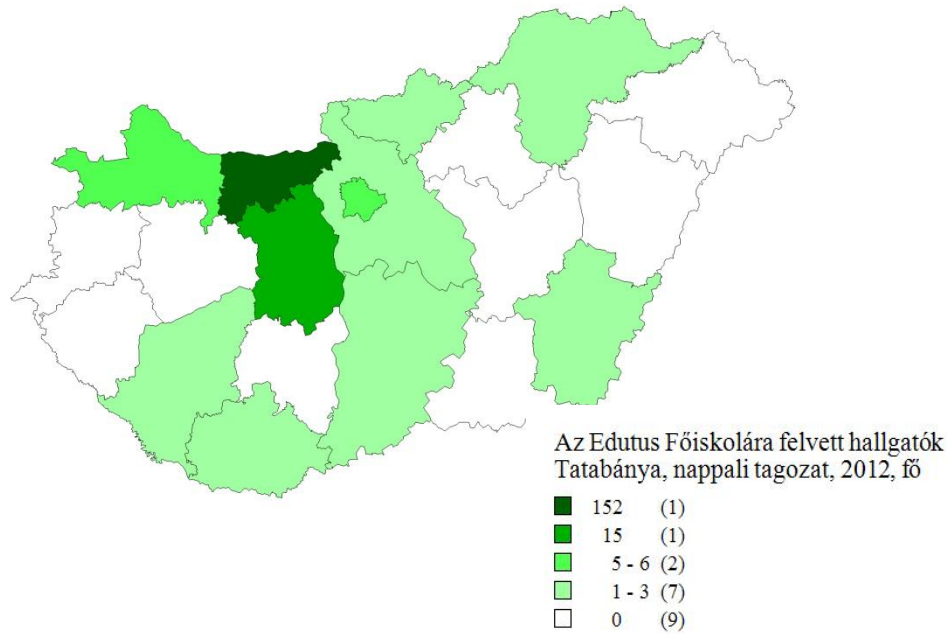 Az Edutus Főiskolára felvett hallgatók
Tatabánya, nappali tagozat, 2012, fő
152 (1)
15 (1)
5 - 6 (2)
1 - 3 (7)
0 (9)